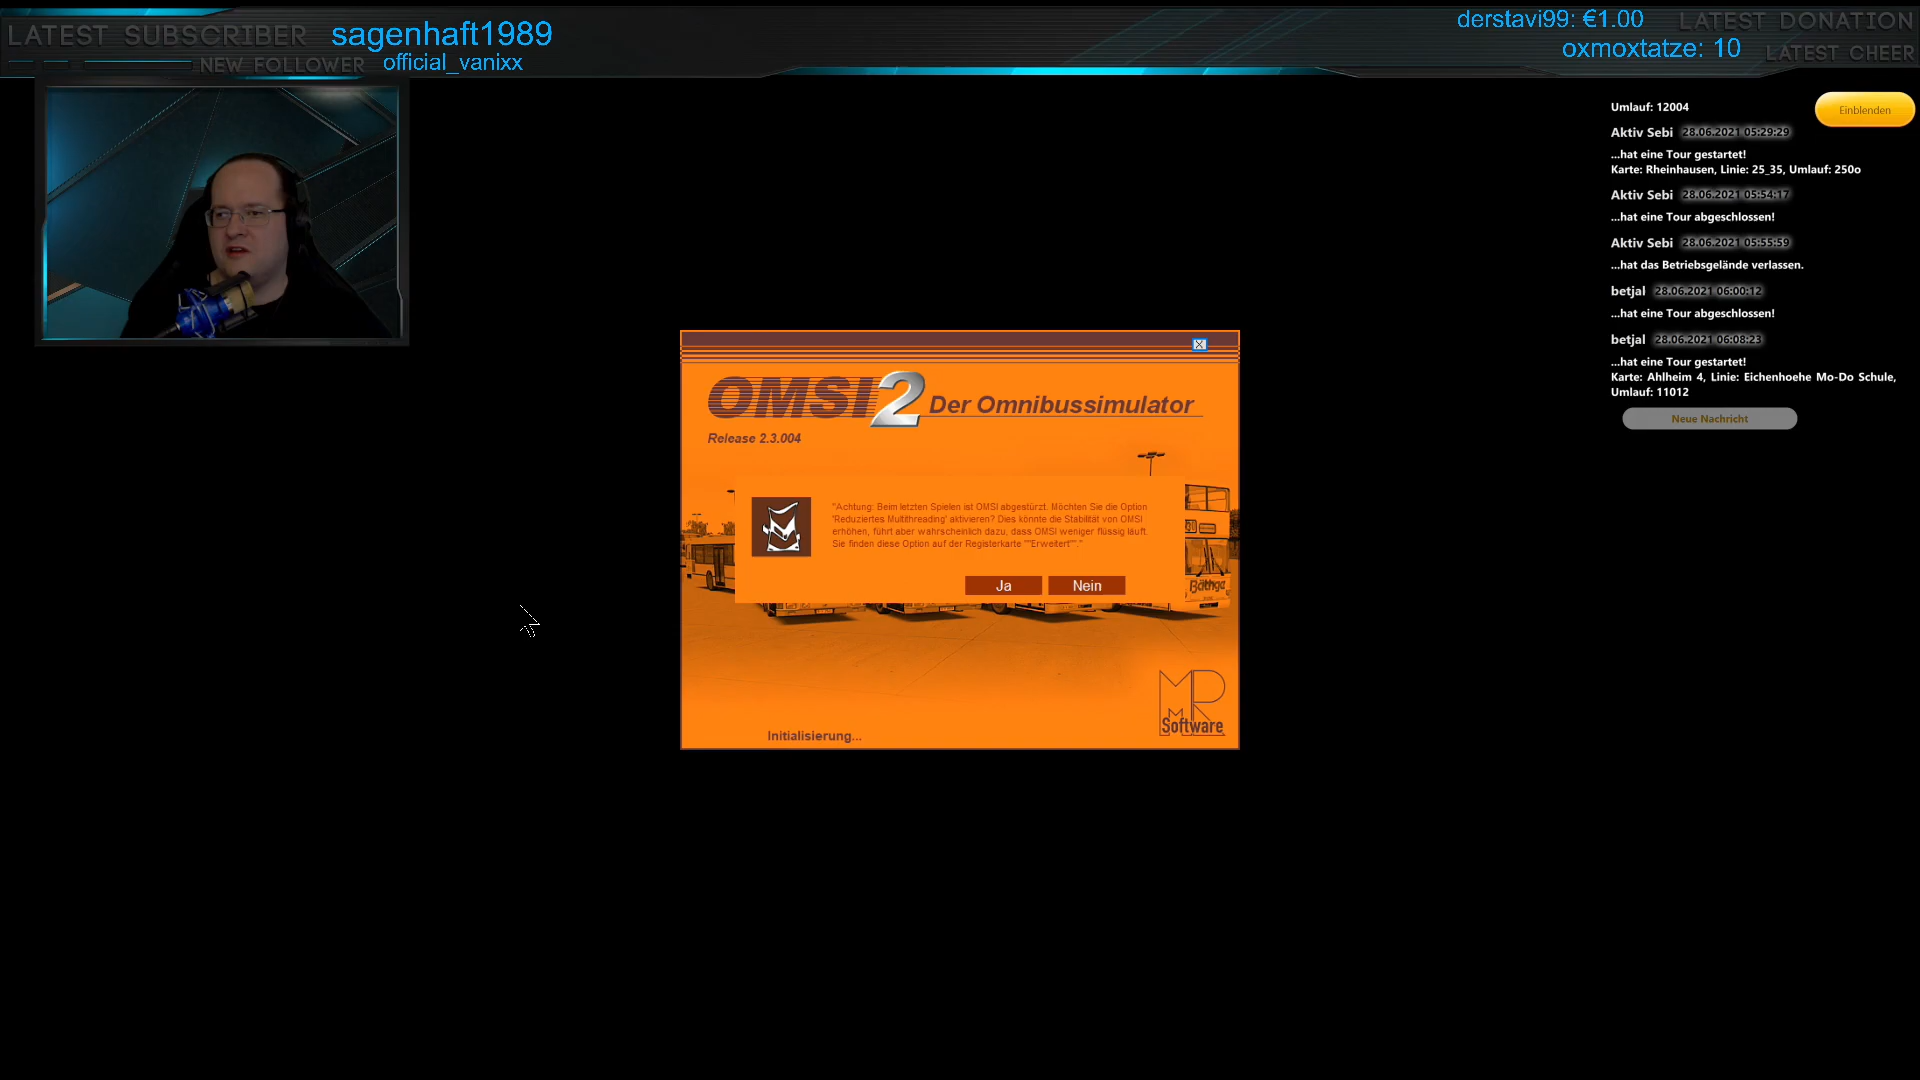 LATEST SUBSCRIBER sagenhaft1989
NEW FOLLOWER official_vanixx
derstavi99: €1.00 LATEST DONATION
oxmoxtatze: 10 LATEST CHEER
Umlauf: 12004
Einblenden
Aktiv Sebi 28.06.2021 05:29:29
...hat eine Tour gestartet!
Karte: Rheinhausen, Linie: 25_35, Umlauf: 250o
Aktiv Sebi 28.06.2021 05:54:17
...hat eine Tour abgeschlossen!
Aktiv Sebi 28.06.2021 05:55:59
...hat das Betriebsgelände verlassen.
betjal 28.06.2021 06:00:12
...hat eine Tour abgeschlossen!
betjal 28.06.2021 06:08:23
...hat eine Tour gestartet!
Karte: Ahlheim 4, Linie: Eichenhoehe Mo-Do Schule,
Umlauf: 11012
Neue Nachricht
OMSI 2 Der Omnibussimulator
Release 2.3.004
"Achtung: Beim letzten Spielen ist OMSI abgestürzt. Möchten Sie die Option
'Reduziertes Multithreading' aktivieren? Dies könnte die Stabilität von OMSI
erhöhen, führt aber wahrscheinlich dazu, dass OMSI weniger flüssig läuft.
Sie finden diese Option auf der Registerkarte ""Erweitert""."
Ja Nein
Bäthge
MR
Software
Initialisierung...